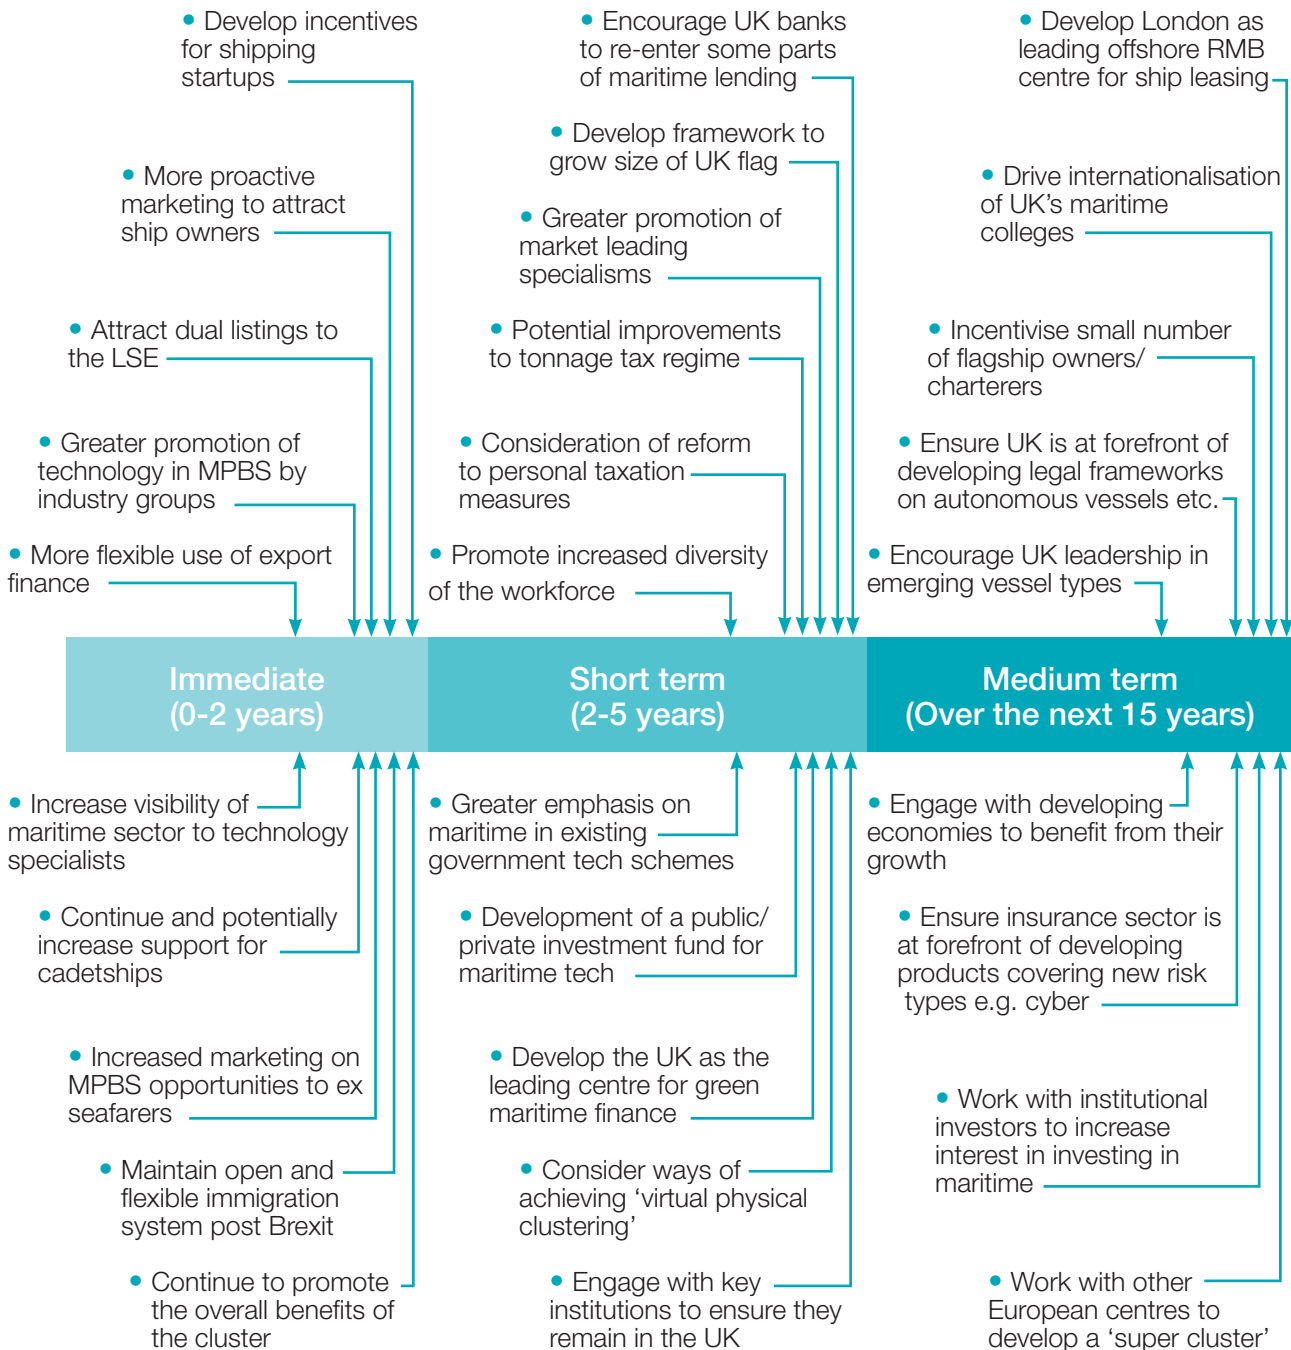 • Develop incentives
for shipping
startups
• More proactive
marketing to attract
ship owners
• Attract dual listings to
the LSE
• Greater promotion of
technology in MPBS by
industry groups
• More flexible use of export
finance
• Encourage UK banks
to re-enter some parts
of maritime lending
• Develop framework to
grow size of UK flag
• Greater promotion of
market leading
specialisms
• Potential improvements
to tonnage tax regime
• Consideration of reform
to personal taxation
measures
• Promote increased diversity
of the workforce
• Develop London as
leading offshore RMB
centre for ship leasing
• Drive internationalisation
of UK's maritime
colleges
• Incentivise small number
of flagship owners/
charterers
• Ensure UK is at forefront of
developing legal frameworks
on autonomous vessels etc.
• Encourage UK leadership in
emerging vessel types
Immediate
(0-2 years)
Short term
(2-5 years)
Medium term
(Over the next 15 years)
• Increase visibility of
maritime sector to technology
specialists
• Continue and potentially
increase support for
cadetships
• Increased marketing on
MPBS opportunities to ex
seafarers
• Maintain open and
flexible immigration
system post Brexit
• Continue to promote
the overall benefits of
the cluster
• Greater emphasis on
maritime in existing
government tech schemes
• Development of a public/
private investment fund for
maritime tech
• Develop the UK as the
leading centre for green
maritime finance
• Consider ways of
achieving ‘virtual physical
clustering’
• Engage with key
institutions to ensure they
remain in the UK
• Engage with developing
economies to benefit from their
growth
• Ensure insurance sector is
at forefront of developing
products covering new risk
types e.g. cyber
• Work with institutional
investors to increase
interest in investing in
maritime
• Work with other
European centres to
develop a ‘super cluster’